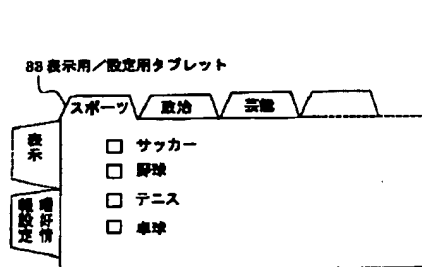 33 表示用/設定用タブレット
スポーツ 政治 芸能
表示
サッカー
野球
テニス
卓球
嗜好情報設定